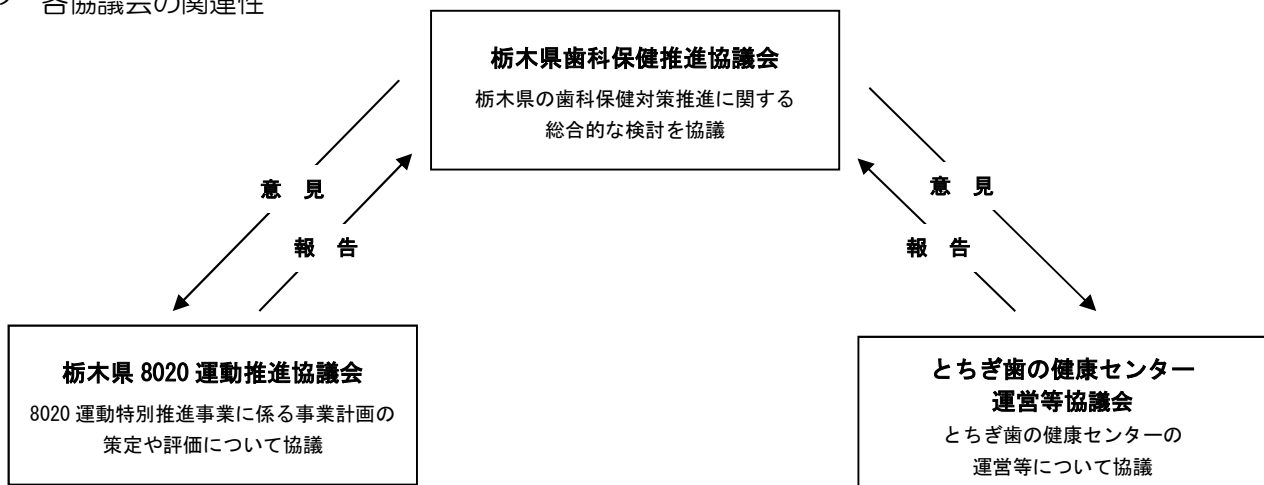 各協議会の関連性
栃木県歯科保健推進協議会
栃木県の歯科保健対策推進に関する
総合的な検討を協議
意 見
報 告
意 見
報 告
栃木県 8020 運動推進協議会
8020 運動特別推進事業に係る事業計画の
策定や評価について協議
とちぎ歯の健康センター
運営等協議会
とちぎ歯の健康センターの
運営等について協議